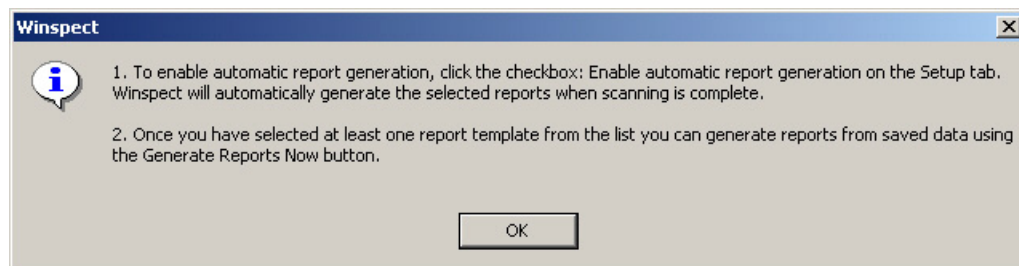 Winspect
1. To enable automatic report generation, click the checkbox: Enable automatic report generation on the Setup tab.
Winspect will automatically generate the selected reports when scanning is complete.
2. Once you have selected at least one report template from the list you can generate reports from saved data using
the Generate Reports Now button.
OK